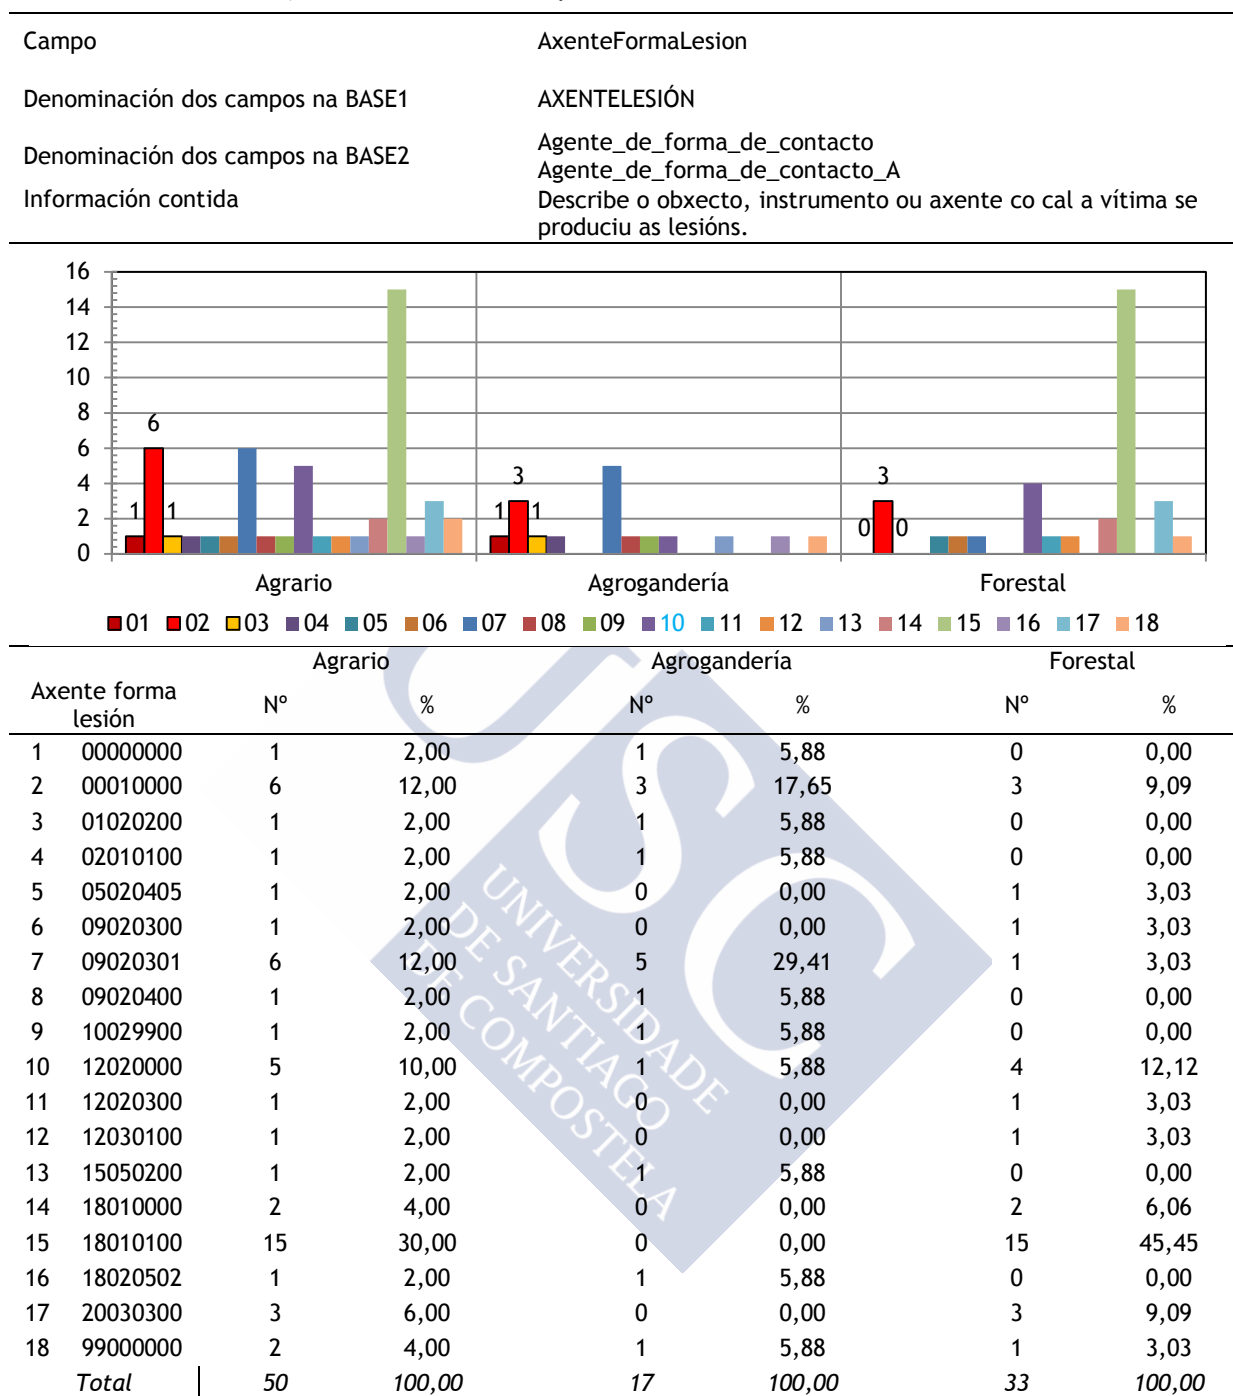 Campo AxenteFormaLesion
Denominación dos campos na BASE1 AXENTELESIÓN
Denominación dos campos na BASE2 Agente_de_forma_de_contacto
Agente_de_forma_de_contacto_A
Información contida Describe o obxecto, instrumento ou axente co cal a vítima se
produciu as lesións.
16
14
12
10
8
6
4
2
0
1 6 1
1 3 1
0 3 0
Agrario Agrogandería Forestal
01 02 03 04 05 06 07 08 09 10 11 12 13 14 15 16 17 18
Agrario Agrogandería Forestal
Axente forma
lesión Nº % Nº % Nº %
1 00000000 1 2,00 1 5,88 0 0,00
2 00010000 6 12,00 3 17,65 3 9,09
3 01020200 1 2,00 1 5,88 0 0,00
4 02010100 1 2,00 1 5,88 0 0,00
5 05020405 1 2,00 0 0,00 1 3,03
6 09020300 1 2,00 0 0,00 1 3,03
7 09020301 6 12,00 5 29,41 1 3,03
8 09020400 1 2,00 1 5,88 0 0,00
9 10029900 1 2,00 1 5,88 0 0,00
10 12020000 5 10,00 1 5,88 4 12,12
11 12020300 1 2,00 0 0,00 1 3,03
12 12030100 1 2,00 0 0,00 1 3,03
13 15050200 1 2,00 1 5,88 0 0,00
14 18010000 2 4,00 0 0,00 2 6,06
15 18010100 15 30,00 0 0,00 15 45,45
16 18020502 1 2,00 1 5,88 0 0,00
17 20030300 3 6,00 0 0,00 3 9,09
18 99000000 2 4,00 1 5,88 1 3,03
Total 50 100,00 17 100,00 33 100,00
USC
UNIVERSIDADE
DE SANTIAGO
DE COMPOSTELA